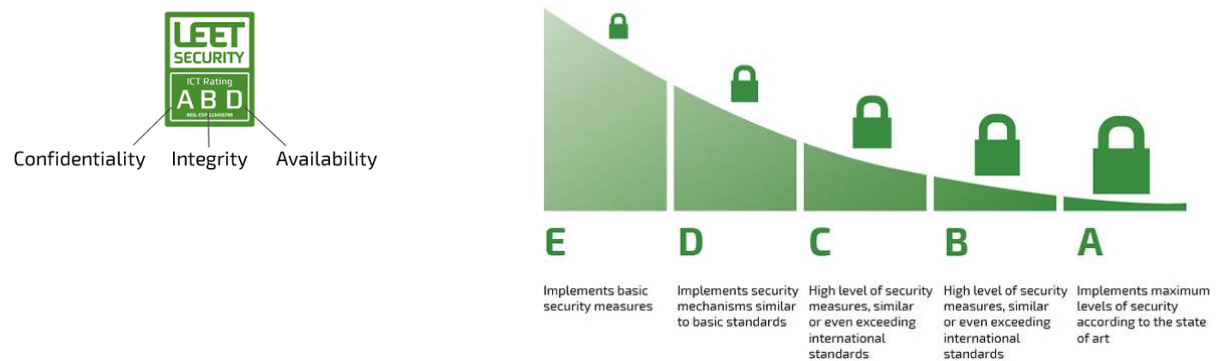 LEET
SECURITY
ICT Rating
A B D
Confidentiality Integrity Availability
E D C B A
Implements basic
security measures
Implements security
mechanisms similar
to basic standards
High level of security
measures, similar
or even exceeding
international
standards
High level of security
measures, similar
or even exceeding
international
standards
Implements maximum
levels of security
according to the state
of art